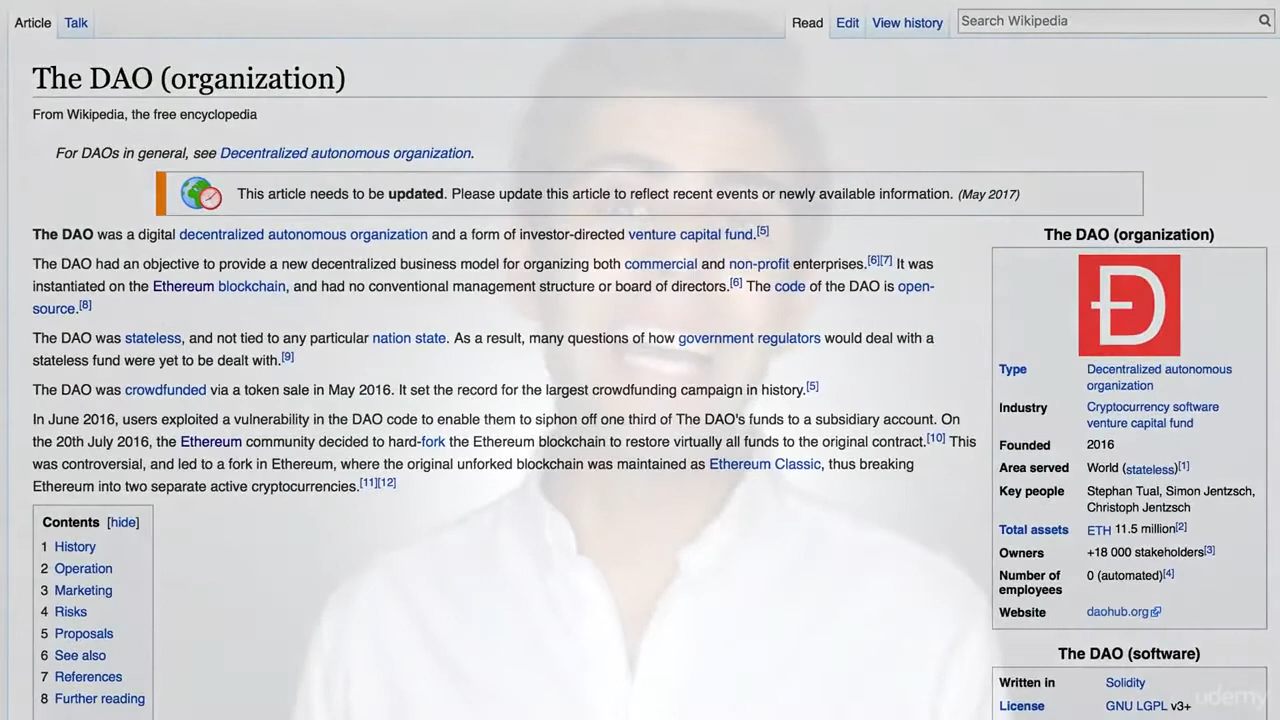 Article Talk Read Edit View history Search Wikipedia
The DAO (organization)
From Wikipedia, the free encyclopedia
For DAOs in general, see Decentralized autonomous organization.
This article needs to be updated. Please update this article to reflect recent events or newly available information. (May 2017)
The DAO was a digital decentralized autonomous organization and a form of investor-directed venture capital fund.[5]
The DAO had an objective to provide a new decentralized business model for organizing both commercial and non-profit enterprises.[6][7] It was
instantiated on the Ethereum blockchain, and had no conventional management structure or board of directors.[6] The code of the DAO is open-
source.[8]
The DAO was stateless, and not tied to any particular nation state. As a result, many questions of how government regulators would deal with a
stateless fund were yet to be dealt with.[9]
The DAO was crowdfunded via a token sale in May 2016. It set the record for the largest crowdfunding campaign in history.[5]
In June 2016, users exploited a vulnerability in the DAO code to enable them to siphon off one third of The DAO's funds to a subsidiary account. On
the 20th July 2016, the Ethereum community decided to hard-fork the Ethereum blockchain to restore virtually all funds to the original contract.[10] This
was controversial, and led to a fork in Ethereum, where the original unforked blockchain was maintained as Ethereum Classic, thus breaking
Ethereum into two separate active cryptocurrencies.[11][12]
Contents [hide]
1 History
2 Operation
3 Marketing
4 Risks
5 Proposals
6 See also
7 References
8 Further reading
The DAO (organization)
Ð
Type Decentralized autonomous
organization
Industry Cryptocurrency software
venture capital fund
Founded 2016
Area served World (stateless)[1]
Key people Stephan Tual, Simon Jentzsch,
Christoph Jentzsch
Total assets ETH 11.5 million[2]
Owners +18 000 stakeholders[3]
Number of 0 (automated)[4]
employees
Website daohub.org
The DAO (software)
Written in Solidity
License GNU LGPL v3+
udemy